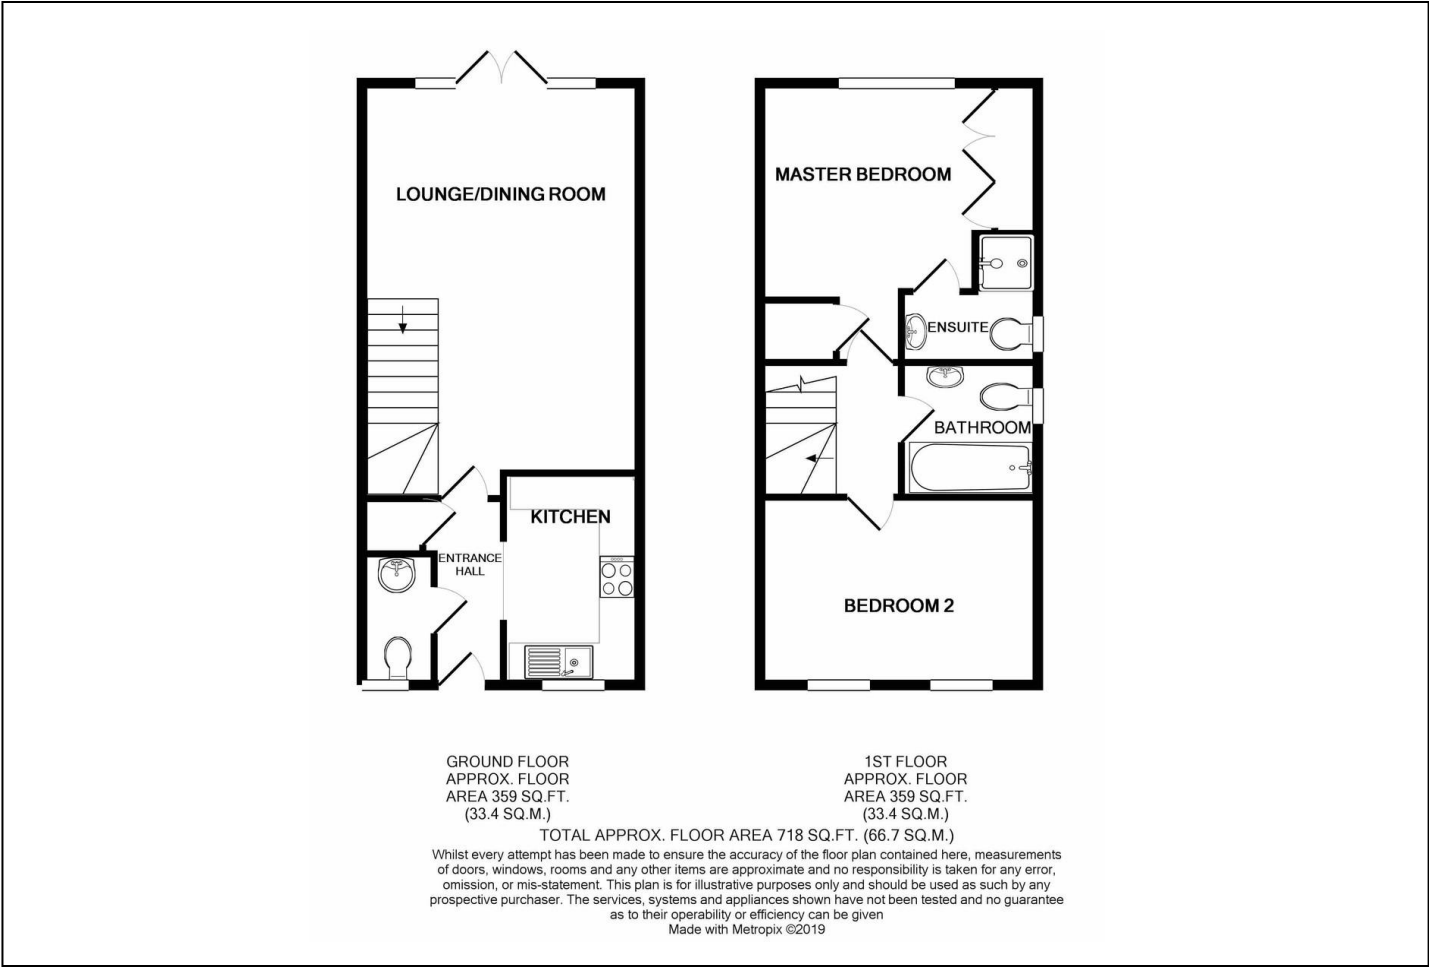 LOUNGE/DINING ROOM
KITCHEN
ENTRANCE
HALL
MASTER BEDROOM
ENSUITE
BATHROOM
BEDROOM 2
GROUND FLOOR
APPROX. FLOOR
AREA 359 SQ.FT.
(33.4 SQ.M.)
1ST FLOOR
APPROX. FLOOR
AREA 359 SQ.FT.
(33.4 SQ.M.)
TOTAL APPROX. FLOOR AREA 718 SQ.FT. (66.7 SQ.M.)
Whilst every attempt has been made to ensure the accuracy of the floor plan contained here, measurements
of doors, windows, rooms and any other items are approximate and no responsibility is taken for any error,
omission, or mis-statement. This plan is for illustrative purposes only and should be used as such by any
prospective purchaser. The services, systems and appliances shown have not been tested and no guarantee
as to their operability or efficiency can be given
Made with Metropix ©2019